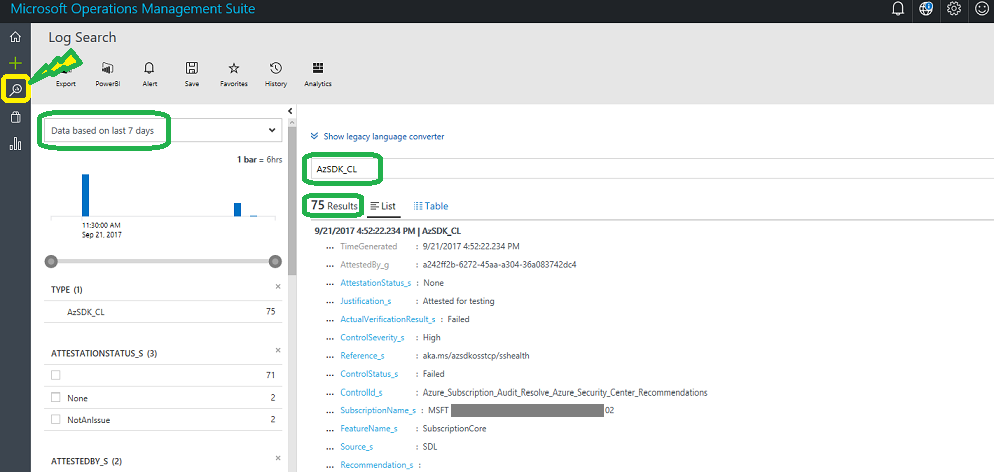 Microsoft Operations Management Suite
Log Search
Export PowerBI Alert Save Favorites History Analytics
Data based on last 7 days
1 bar = 6hrs
11:30:00 AM
Sep 21, 2017
TYPE (1)
AzSDK_CL 75
ATTESTATIONSTATUS_S (3)
71
None 2
NotAnIssue 2
ATTESTEDBY_S (2)
Show legacy language converter
AzSDK_CL
75 Results List Table
9/21/2017 4:52:22.234 PM | AzSDK_CL
... TimeGenerated : 9/21/2017 4:52:22.234 PM
... AttestedBy_g : a242ff2b-6272-45aa-a304-36a083742dc4
... AttestationStatus_s : None
... Justification_s : Attested for testing
... ActualVerificationResult_s : Failed
... ControlSeverity_s : High
... Reference_s : aka.ms/azsdkosstcp/sshealth
... ControlStatus_s : Failed
... ControlId_s : Azure_Subscription_Audit_Resolve_Azure_Security_Center_Recommendations
... SubscriptionName_s : MSFT 02
... FeatureName_s : SubscriptionCore
... Source_s : SDL
... Recommendation_s :